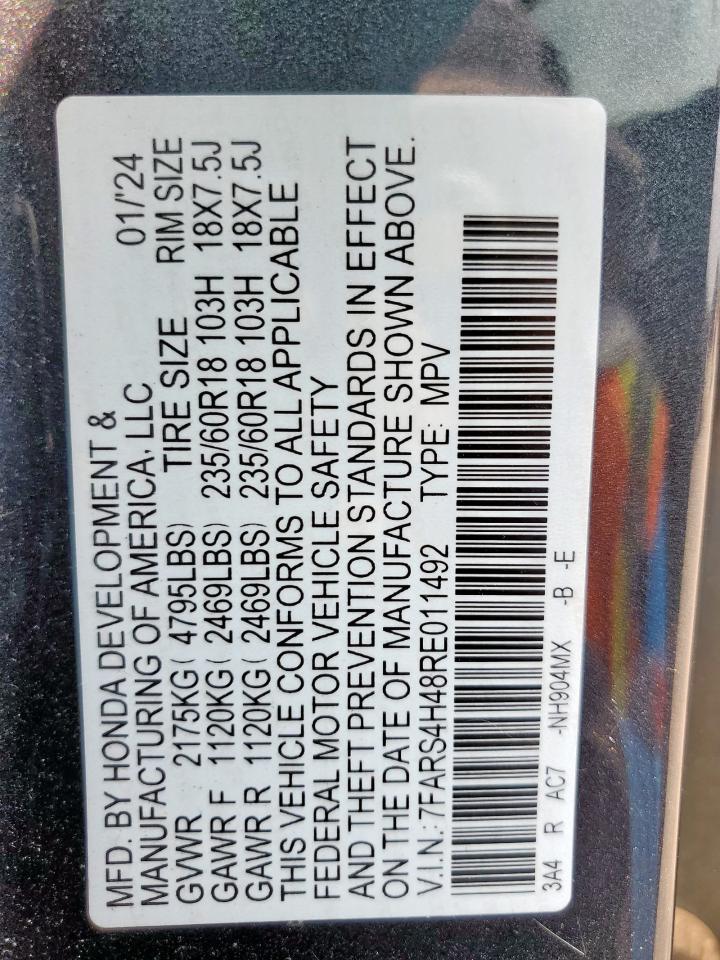 MFD. BY HONDA DEVELOPMENT &
MANUFACTURING OF AMERICA, LLC 01/'24
GVWR 2175KG( 4795LBS) TIRE SIZE RIM SIZE
GAWR F 1120KG( 2469LBS) 235/60R18 103H 18X7.5J
GAWR R 1120KG( 2469LBS) 235/60R18 103H 18X7.5J
THIS VEHICLE CONFORMS TO ALL APPLICABLE
FEDERAL MOTOR VEHICLE SAFETY
AND THEFT PREVENTION STANDARDS IN EFFECT
ON THE DATE OF MANUFACTURE SHOWN ABOVE.
V.I.N.: 7FARS4H48RE011492 TYPE: MPV
3A4 R AC7 -NH904MX -B -E